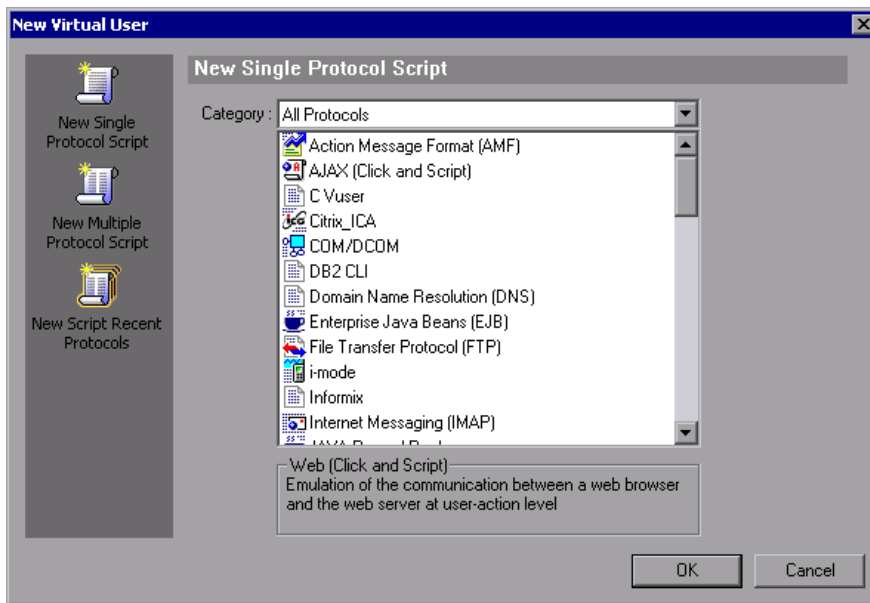 New Virtual User
New Single
Protocol Script
New Multiple
Protocol Script
New Script Recent
Protocols
New Single Protocol Script
Category : All Protocols
Action Message Format (AMF)
AJAX (Click and Script)
C Vuser
Citrix_ICA
COM/DCOM
DB2 CLI
Domain Name Resolution (DNS)
Enterprise Java Beans (EJB)
File Transfer Protocol (FTP)
i-mode
Informix
Internet Messaging (IMAP)
Web (Click and Script)
Emulation of the communication between a web browser
and the web server at user-action level
OK
Cancel